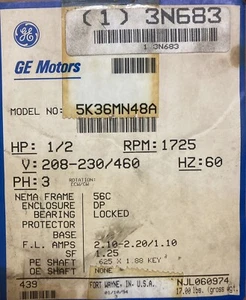 (1) 3N683
1 3N683
GE Motors
MODEL NO: 5K36MN48A
HP: 1/2 RPM: 1725
V: 208-230/460 HZ: 60
PH: 3 ROTATION: CCW/CW
NEMA FRAME 56C
ENCLOSURE DP
BEARING LOCKED
PROTECTOR
BASE
F.L. AMPS 2.10-2.20/1.10
SF 1.25
PE SHAFT 625 X 1.88 KEY
OE SHAFT NONE
439 FORT WAYNE, IN. U.S.A. NJL060974
17.00 lbs.